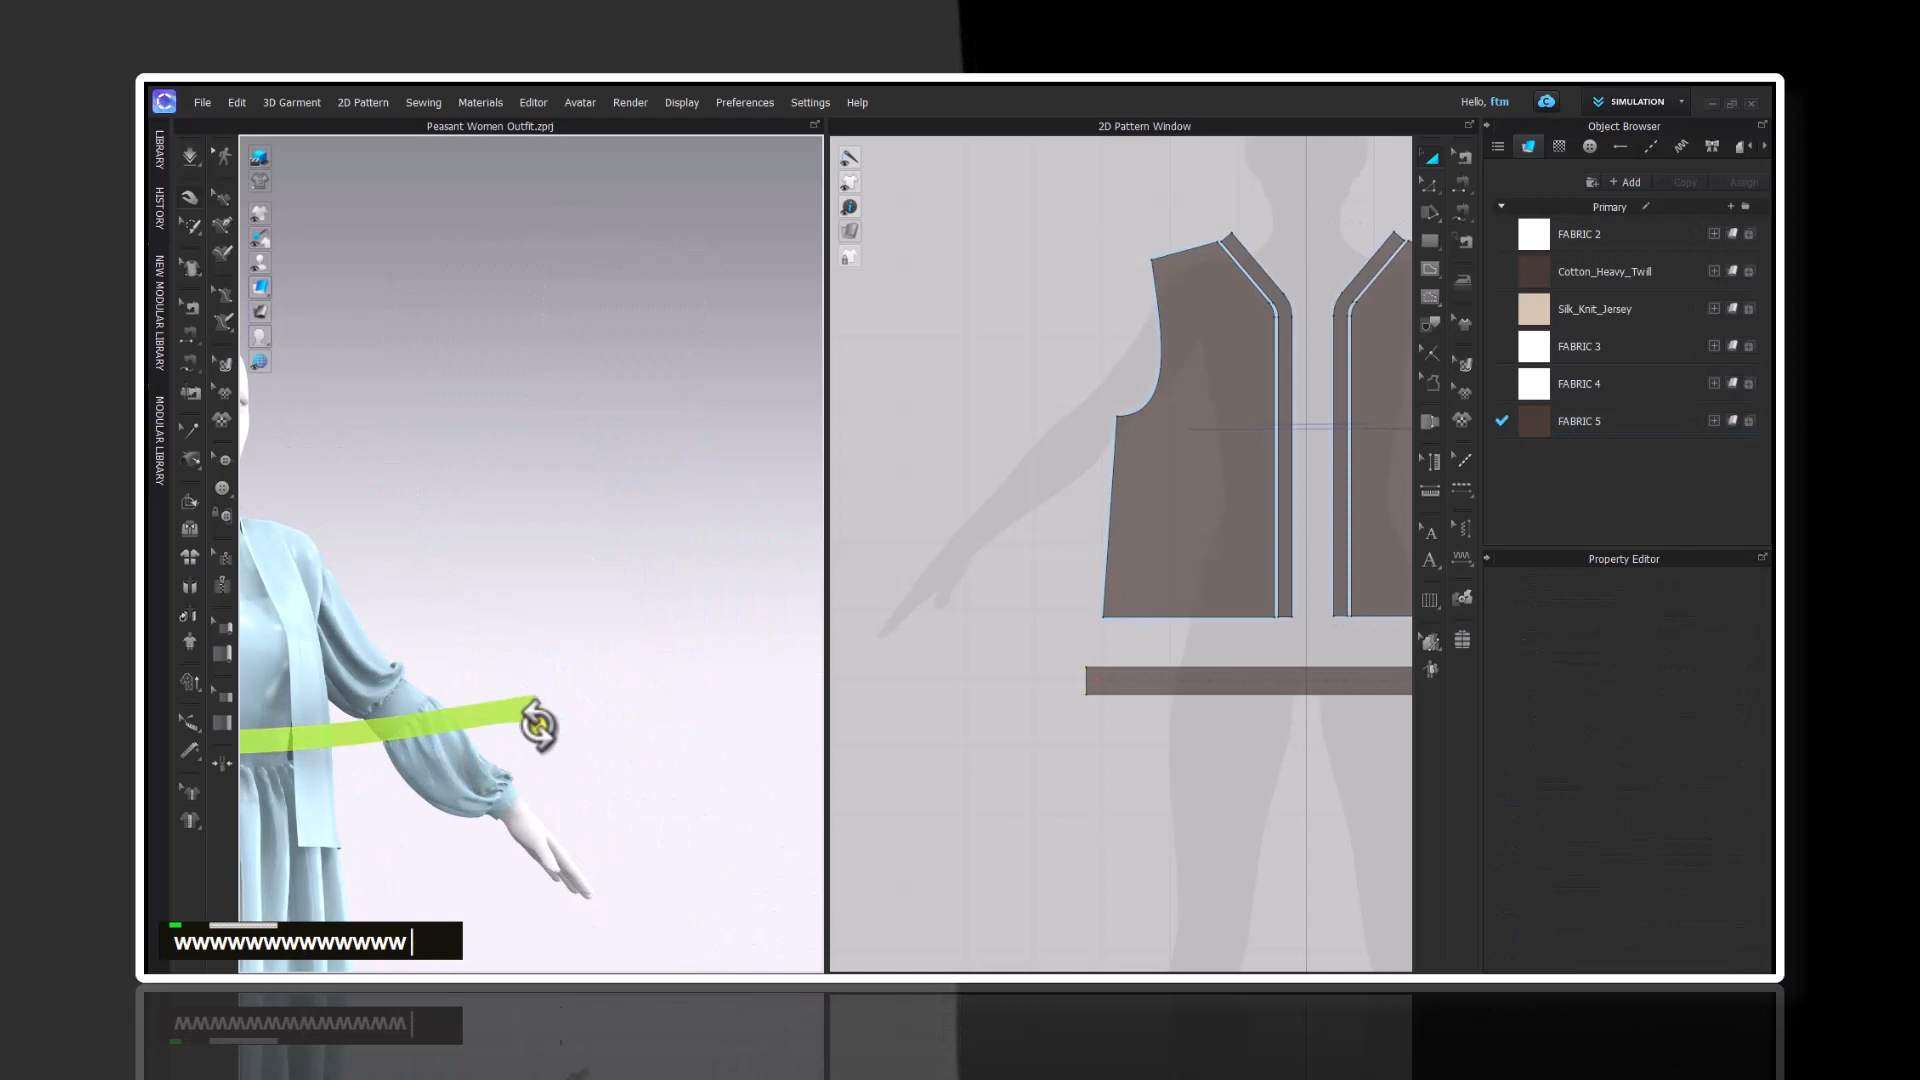 File Edit 3D Garment 2D Pattern Sewing Materials Editor Avatar Render Display Preferences Settings Help
Hello, ftm
SIMULATION
Peasant Women Outfit.zprj
2D Pattern Window
Object Browser
LIBRARY
HISTORY
NEW MODULAR LIBRARY
MODULAR LIBRARY
+ Add Copy Assign
Primary
FABRIC 2
Cotton_Heavy_Twill
Silk_Knit_Jersey
FABRIC 3
FABRIC 4
FABRIC 5
Property Editor
wwwwwwwwwwwwww